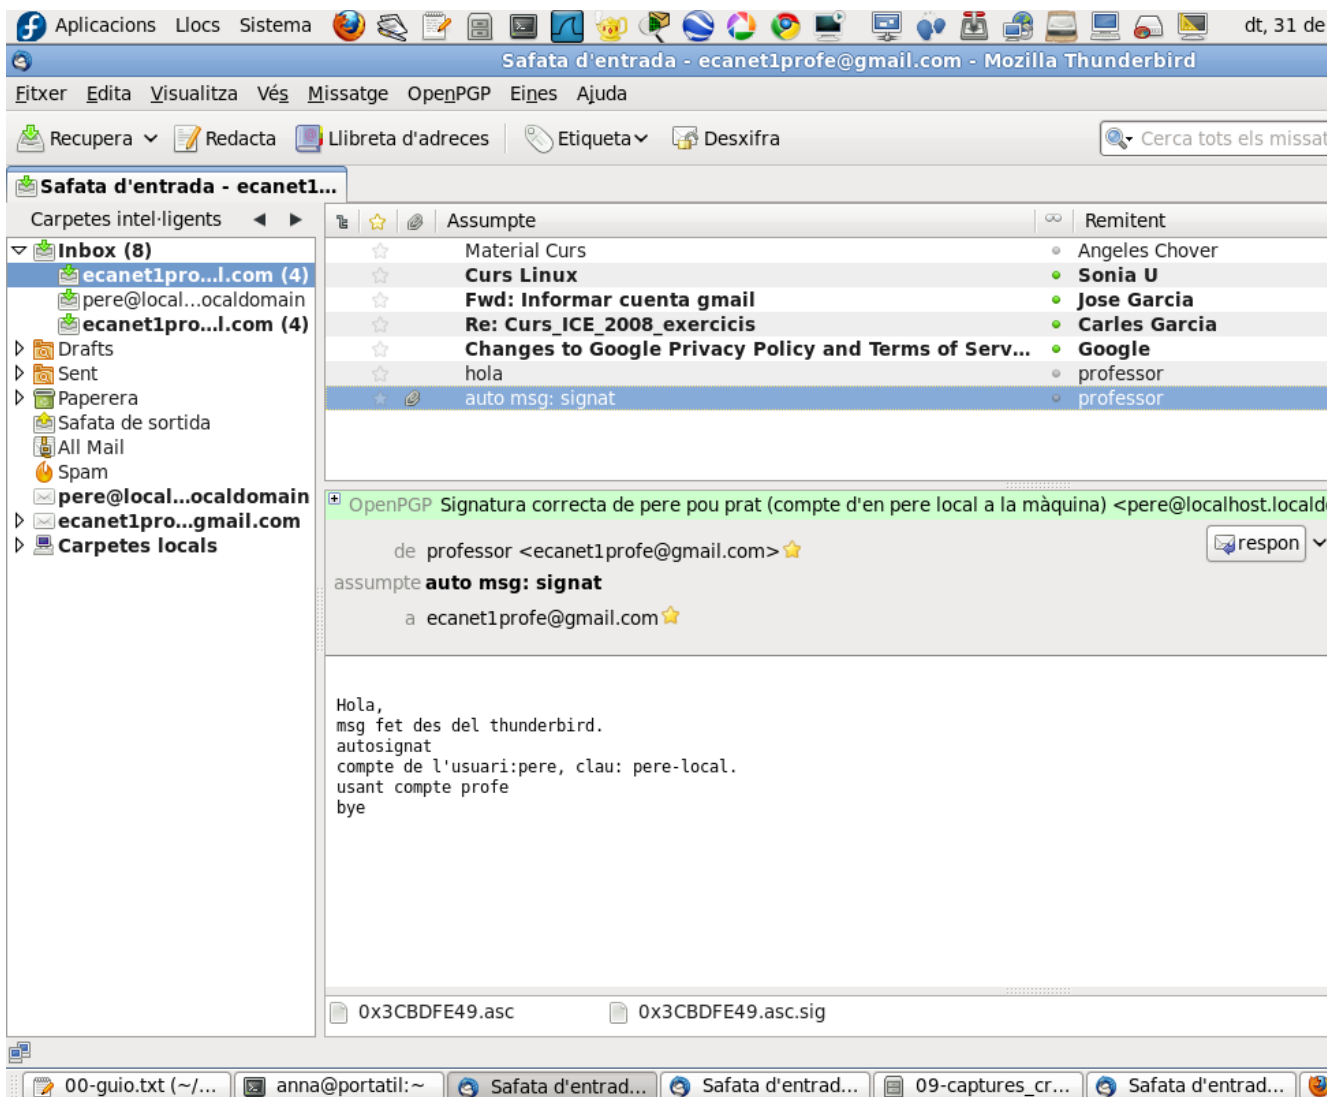 Aplicacions Llocs Sistema dt, 31 de
Safata d'entrada - ecanet1profe@gmail.com - Mozilla Thunderbird
Fitxer Edita Visualitza Vés Missatge OpenPGP Eines Ajuda
Recupera Redacta Llibreta d'adreces Etiqueta Desxifra Cerca tots els missat
Safata d'entrada - ecanet1...
Carpetes intel·ligents Assumpte Remitent
Inbox (8)
ecanet1pro...l.com (4)
pere@local...ocaldomain
ecanet1pro...l.com (4)
Drafts
Sent
Paperera
Safata de sortida
All Mail
Spam
pere@local...ocaldomain
ecanet1pro...gmail.com
Carpetes locals
Material Curs Angeles Chover
Curs Linux Sonia U
Fwd: Informar cuenta gmail Jose Garcia
Re: Curs_ICE_2008_exercicis Carles Garcia
Changes to Google Privacy Policy and Terms of Serv... Google
hola professor
auto msg: signat professor
OpenPGP Signatura correcta de pere pou prat (compte d'en pere local a la màquina) <pere@localhost.locald
de professor <ecanet1profe@gmail.com> respon
assumpte auto msg: signat
a ecanet1profe@gmail.com
Hola,
msg fet des del thunderbird.
autosignat
compte de l'usuari:pere, clau: pere-local.
usant compte profe
bye
0x3CBDFE49.asc 0x3CBDFE49.asc.sig
00-guio.txt (~/... anna@portatil:~ Safata d'entrad... Safata d'entrad... 09-captures_cr... Safata d'entrad...